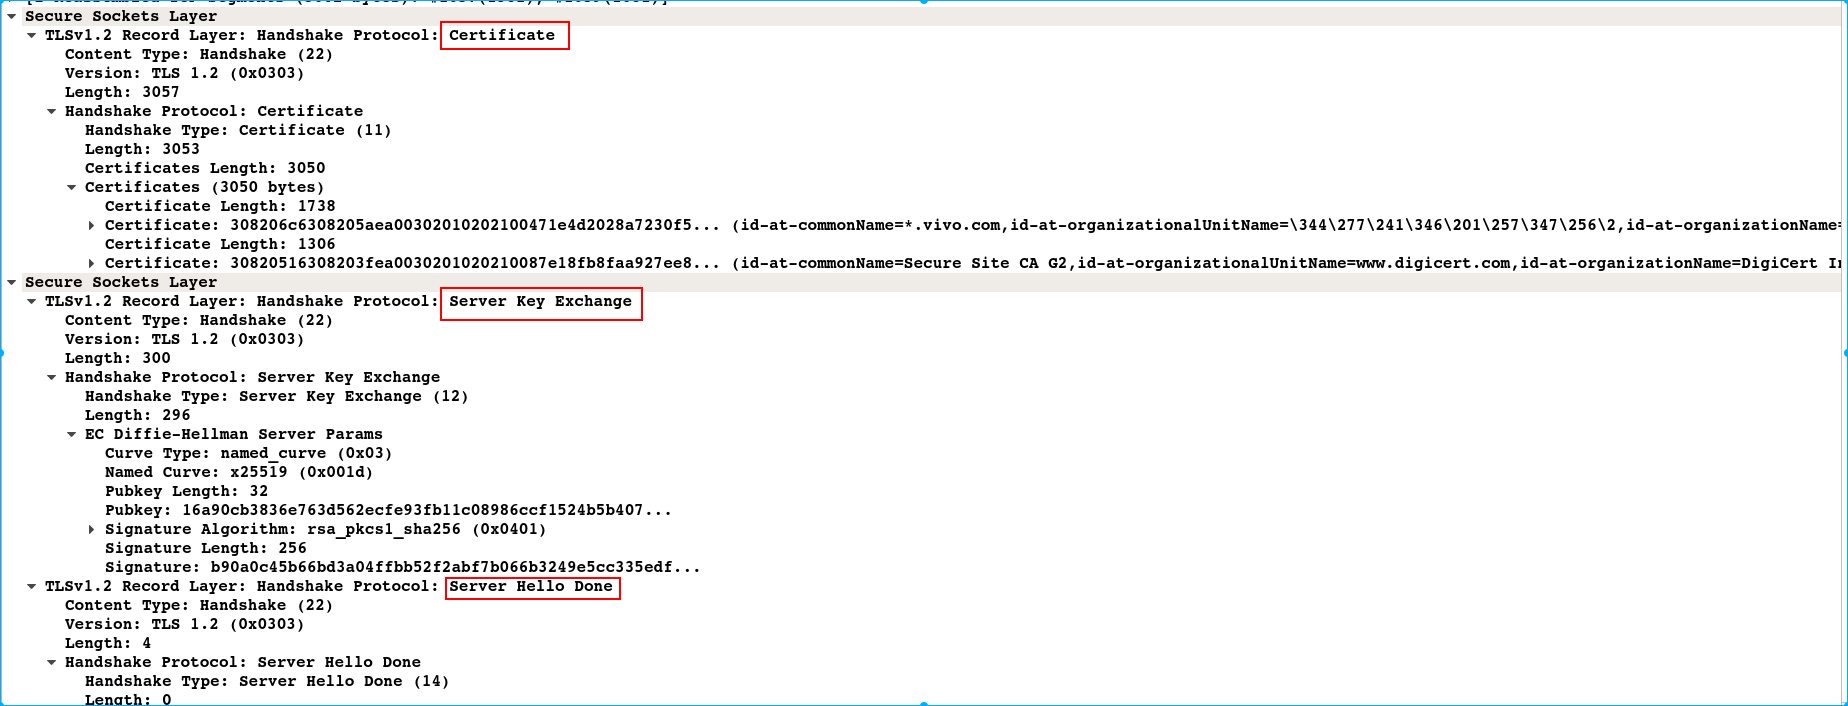 Secure Sockets Layer
TLSv1.2 Record Layer: Handshake Protocol: Certificate
Content Type: Handshake (22)
Version: TLS 1.2 (0x0303)
Length: 3057
Handshake Protocol: Certificate
Handshake Type: Certificate (11)
Length: 3053
Certificates Length: 3050
Certificates (3050 bytes)
Certificate Length: 1738
Certificate: 308206c6308205aea00302010202100471e4d2028a7230f5... (id-at-commonName=*.vivo.com,id-at-organizationalUnitName=\344\277\241\346\201\257\347\256\2,id-at-organizationName=
Certificate Length: 1306
Certificate: 30820516308203fea0030201020210087e18fb8faa927ee8... (id-at-commonName=Secure Site CA G2,id-at-organizationalUnitName=www.digicert.com,id-at-organizationName=DigiCert In
Secure Sockets Layer
TLSv1.2 Record Layer: Handshake Protocol: Server Key Exchange
Content Type: Handshake (22)
Version: TLS 1.2 (0x0303)
Length: 300
Handshake Protocol: Server Key Exchange
Handshake Type: Server Key Exchange (12)
Length: 296
EC Diffie-Hellman Server Params
Curve Type: named_curve (0x03)
Named Curve: x25519 (0x001d)
Pubkey Length: 32
Pubkey: 16a90cb3836e763d562ecfe93fb11c08986ccf1524b5b407...
Signature Algorithm: rsa_pkcs1_sha256 (0x0401)
Signature Length: 256
Signature: b90a0c45b66bd3a04ffbb52f2abf7b066b3249e5cc335edf...
TLSv1.2 Record Layer: Handshake Protocol: Server Hello Done
Content Type: Handshake (22)
Version: TLS 1.2 (0x0303)
Length: 4
Handshake Protocol: Server Hello Done
Handshake Type: Server Hello Done (14)
Length: 0